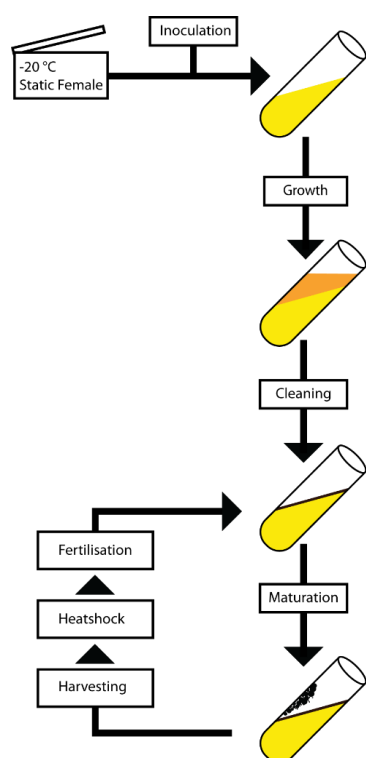 Inoculation
-20 °C
Static Female
Growth
Cleaning
Fertilisation
Maturation
Heatshock
Harvesting